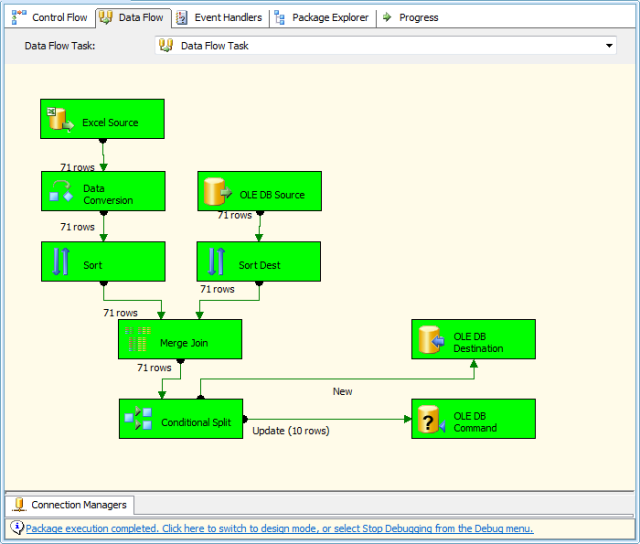 Control Flow
Data Flow
Event Handlers
Package Explorer
Progress
Data Flow Task:
Data Flow Task
Excel Source
71 rows
Data
Conversion
OLE DB Source
71 rows
71 rows
Sort
Sort Dest
71 rows
71 rows
Merge Join
OLE DB
Destination
71 rows
New
Conditional Split
Update (10 rows)
OLE DB
Command
Connection Managers
Package execution completed. Click here to switch to design mode, or select Stop Debugging from the Debug menu.